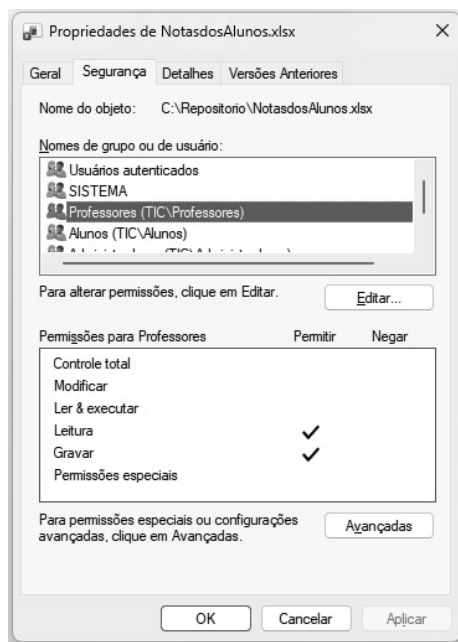 Propriedades de NotasdosAlunos.xlsx
Geral Segurança Detalhes Versões Anteriores
Nome do objeto: C:\Repositorio\NotasdosAlunos.xlsx
Nomes de grupo ou de usuário:
Usuários autenticados
SISTEMA
Professores (TIC\Professores)
Alunos (TIC\Alunos)
Para alterar permissões, clique em Editar.
Editar...
Permissões para Professores Permitir Negar
Controle total
Modificar
Ler & executar
Leitura
Gravar
Permissões especiais
Para permissões especiais ou configurações
avançadas, clique em Avançadas.
Avançadas
OK Cancelar Aplicar